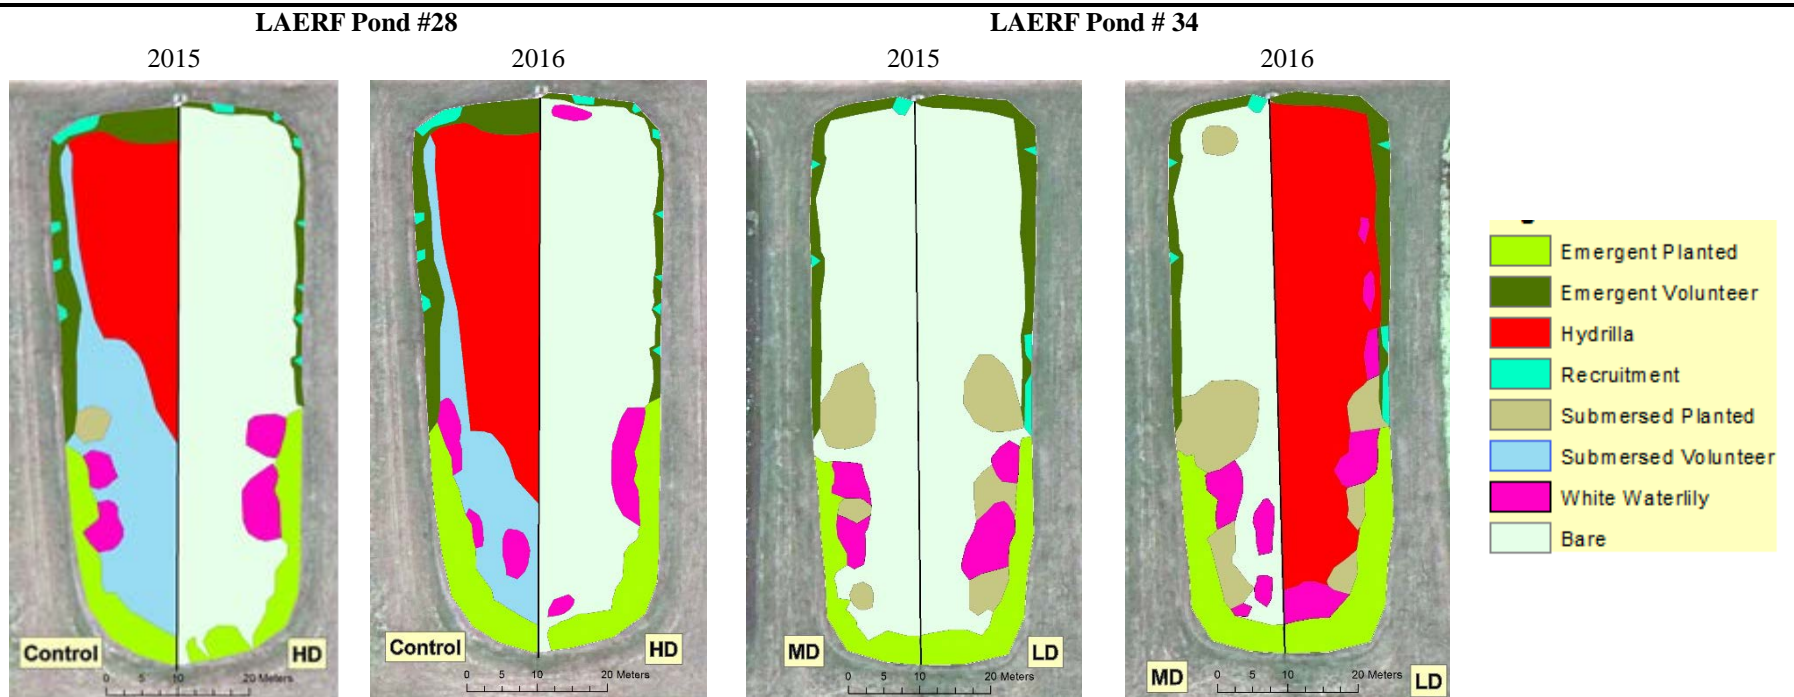 LAERF Pond #28
LAERF Pond # 34
2015
2016
2015
2016
Control
HD
0 5 10 20 Meters
Control
HD
0 5 10 20 Meters
MD
LD
0 5 10 20 Meters
MD
LD
0 5 10 20 Meters
Emergent Planted
Emergent Volunteer
Hydrilla
Recruitment
Submersed Planted
Submersed Volunteer
White Waterlily
Bare